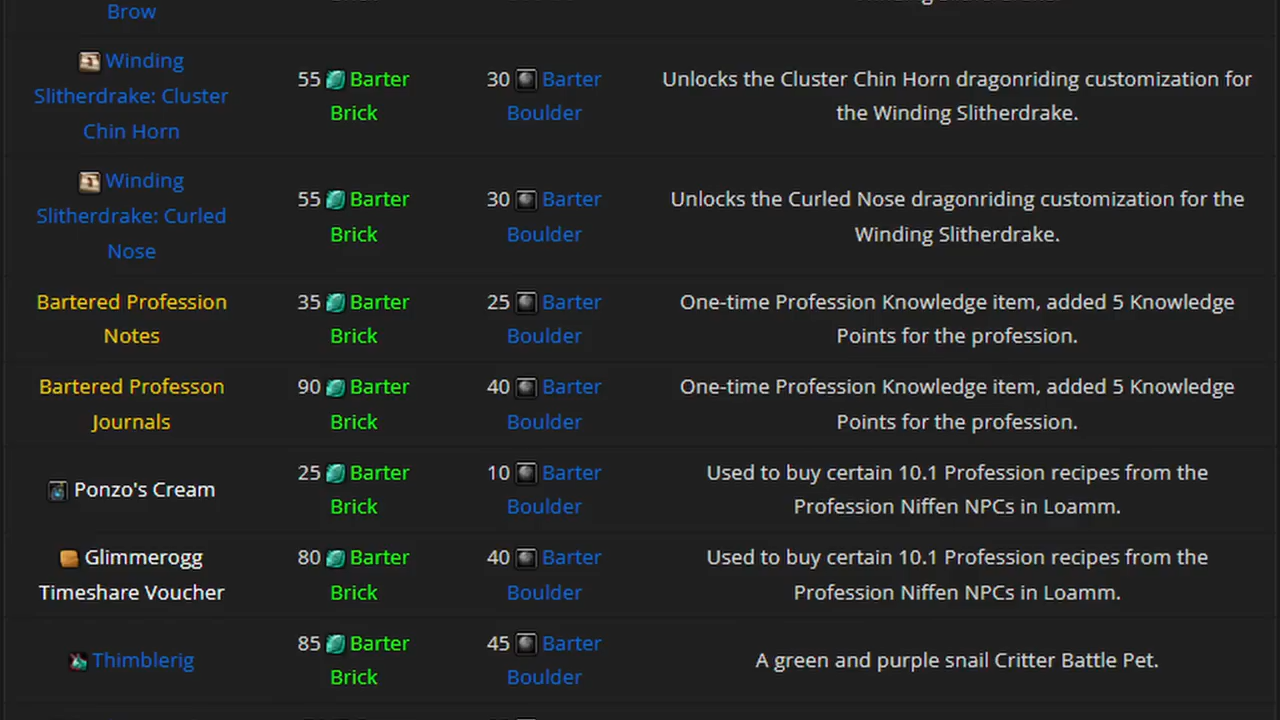 Brow
Winding Slitherdrake: Cluster Chin Horn
55 Barter Brick
30 Barter Boulder
Unlocks the Cluster Chin Horn dragonriding customization for
the Winding Slitherdrake.
Winding Slitherdrake: Curled Nose
55 Barter Brick
30 Barter Boulder
Unlocks the Curled Nose dragonriding customization for the
Winding Slitherdrake.
Bartered Profession Notes
35 Barter Brick
25 Barter Boulder
One-time Profession Knowledge item, added 5 Knowledge
Points for the profession.
Bartered Professon Journals
90 Barter Brick
40 Barter Boulder
One-time Profession Knowledge item, added 5 Knowledge
Points for the profession.
Ponzo's Cream
25 Barter Brick
10 Barter Boulder
Used to buy certain 10.1 Profession recipes from the
Profession Niffen NPCs in Loamm.
Glimmerogg Timeshare Voucher
80 Barter Brick
40 Barter Boulder
Used to buy certain 10.1 Profession recipes from the
Profession Niffen NPCs in Loamm.
Thimblerig
85 Barter Brick
45 Barter Boulder
A green and purple snail Critter Battle Pet.